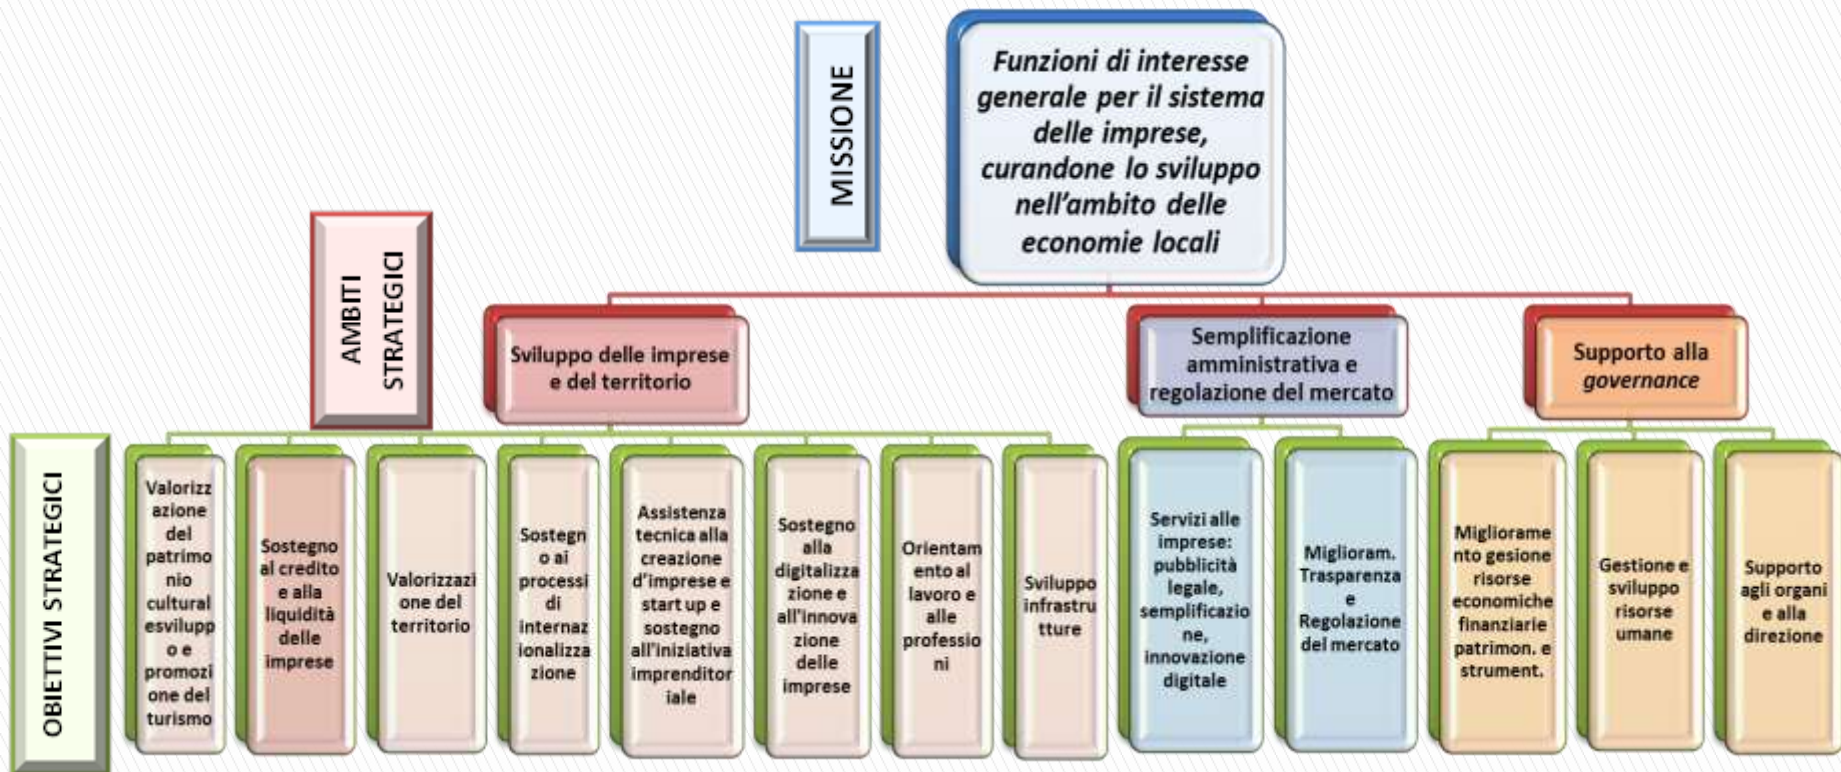 MISSIONE
Funzioni di interesse
generale per il sistema
delle imprese,
curandone lo sviluppo
nell'ambito delle
economie locali
AMBITI
STRATEGICI
Sviluppo delle imprese
e del territorio
Semplificazione
amministrativa e
regolazione del mercato
Supporto alla
governance
OBIETTIVI STRATEGICI
Valorizz
azione
del
patrimo
nio
cultural
esvilupp
o e
promozi
one del
turismo
Sostegno
al credito
e alla
liquidità
delle
imprese
Valorizzazi
one del
territorio
Sostegn
o ai
processi
di
internaz
ionalizza
zione
Assistenza
tecnica alla
creazione
d'imprese e
start up e
sostegno
all'iniziativa
imprenditor
iale
Sostegno
alla
digitalizza
zione e
all'innova
zione
delle
imprese
Orientam
ento al
lavoro e
alle
professio
ni
Sviluppo
infrastru
tture
Servizi alle
imprese:
pubblicità
legale,
semplificazio
ne,
innovazione
digitale
Miglioram.
Trasparenza
e
Regolazione
del mercato
Migliorame
nto gesione
risorse
economiche
finanziarie
patrimon. e
strument.
Gestione e
sviluppo
risorse
umane
Supporto
agli organi
e alla
direzione